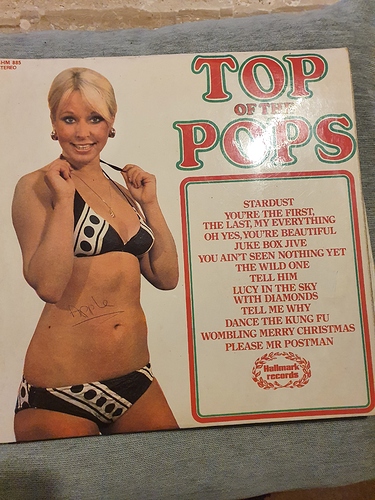 HM 865
STEREO
TOP
OF THE
POPS
STARDUST
YOU'RE THE FIRST,
THE LAST, MY EVERYTHING
OH YES, YOU'RE BEAUTIFUL
JUKE BOX JIVE
YOU AIN'T SEEN NOTHING YET
THE WILD ONE
TELL HIM
LUCY IN THE SKY
WITH DIAMONDS
TELL ME WHY
DANCE THE KUNG FU
WOMBLING MERRY CHRISTMAS
PLEASE MR POSTMAN
Hallmark
records